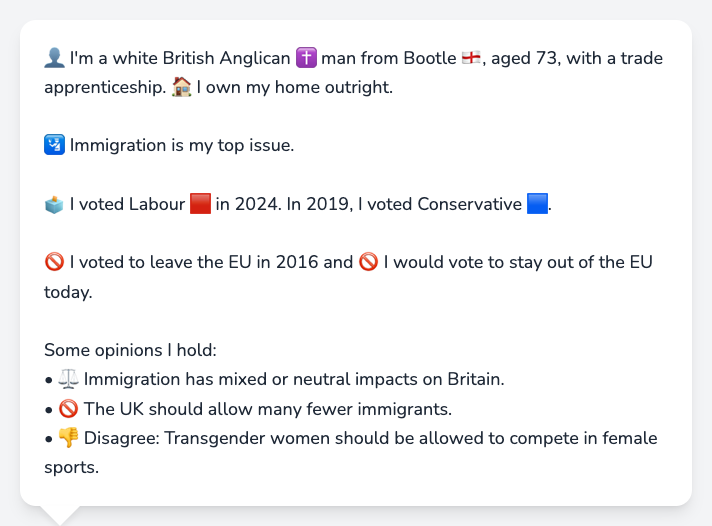 👤 I'm a white British Anglican ✝️ man from Bootle 🏴󠁧󠁢󠁥󠁮󠁧󠁿, aged 73, with a trade
apprenticeship. 🏠 I own my home outright.
🛂 Immigration is my top issue.
🗳️ I voted Labour 🟥 in 2024. In 2019, I voted Conservative 🟦.
🚫 I voted to leave the EU in 2016 and 🚫 I would vote to stay out of the EU
today.
Some opinions I hold:
• ⚖️ Immigration has mixed or neutral impacts on Britain.
• 🚫 The UK should allow many fewer immigrants.
• 👎 Disagree: Transgender women should be allowed to compete in female
sports.